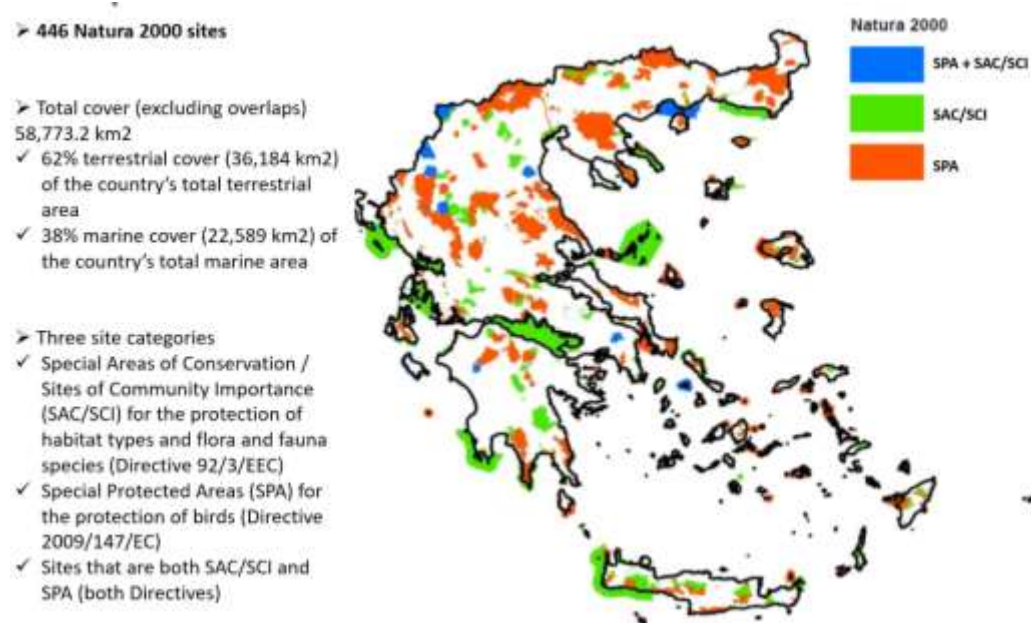 ➤ 446 Natura 2000 sites
➤ Total cover (excluding overlaps)
58,773.2 km2
✓ 62% terrestrial cover (36,184 km2)
of the country's total terrestrial
area
✓ 38% marine cover (22,589 km2) of
the country's total marine area
➤ Three site categories
✓ Special Areas of Conservation /
Sites of Community Importance
(SAC/SCI) for the protection of
habitat types and flora and fauna
species (Directive 92/3/EEC)
✓ Special Protected Areas (SPA) for
the protection of birds (Directive
2009/147/EC)
✓ Sites that are both SAC/SCI and
SPA (both Directives)
Natura 2000
SPA + SAC/SCI
SAC/SCI
SPA